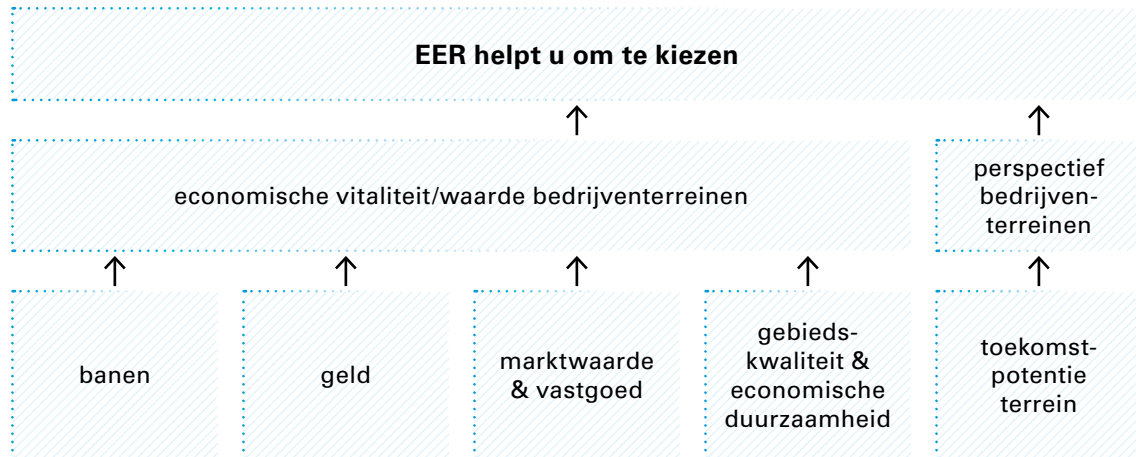 EER helpt u om te kiezen
economische vitaliteit/waarde bedrijventerreinen
perspectief
bedrijven-
terreinen
banen
geld
marktwaarde
& vastgoed
gebieds-
kwaliteit &
economische
duurzaamheid
toekomst-
potentie
terrein